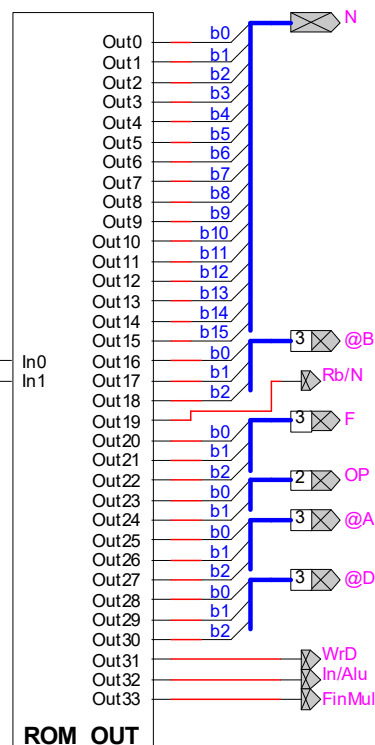 N
Out0 b0
Out1 b1
Out2 b2
Out3 b3
Out4 b4
Out5 b5
Out6 b6
Out7 b7
Out8 b8
Out9 b9
Out10 b10
Out11 b11
Out12 b12
Out13 b13
Out14 b14
Out15 b15
3 @B
In0 Out16 b0
In1 Out17 b1
Rb/N
Out18 b2
Out19
3 F
Out20 b0
Out21 b1
Out22 b2
2 OP
Out23 b0
Out24 b1
3 @A
Out25 b0
Out26 b1
Out27 b2
3 @D
Out28 b0
Out29 b1
Out30 b2
Out31 WrD
Out32 In/Alu
Out33 FinMul
ROM_OUT